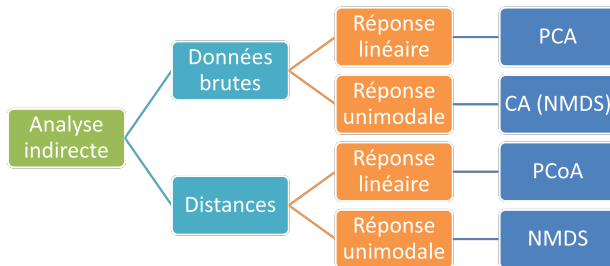 Analyse
indirecte
Données
brutes
Réponse
linéaire
PCA
Réponse
unimodale
CA (NMDS)
Distances
Réponse
linéaire
PCoA
Réponse
unimodale
NMDS